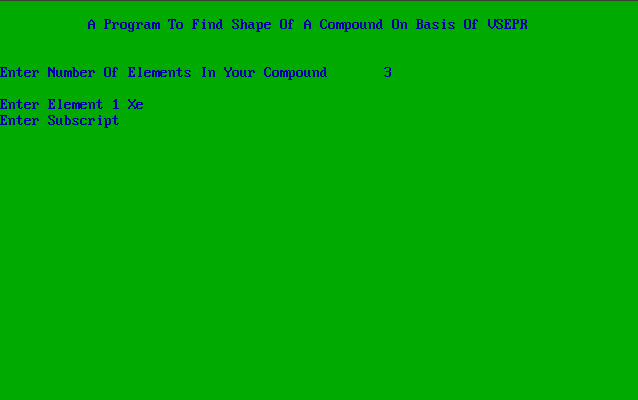 A Program To Find Shape Of A Compound On Basis Of VSEPR
Enter Number Of Elements In Your Compound 3
Enter Element 1 Xe
Enter Subscript